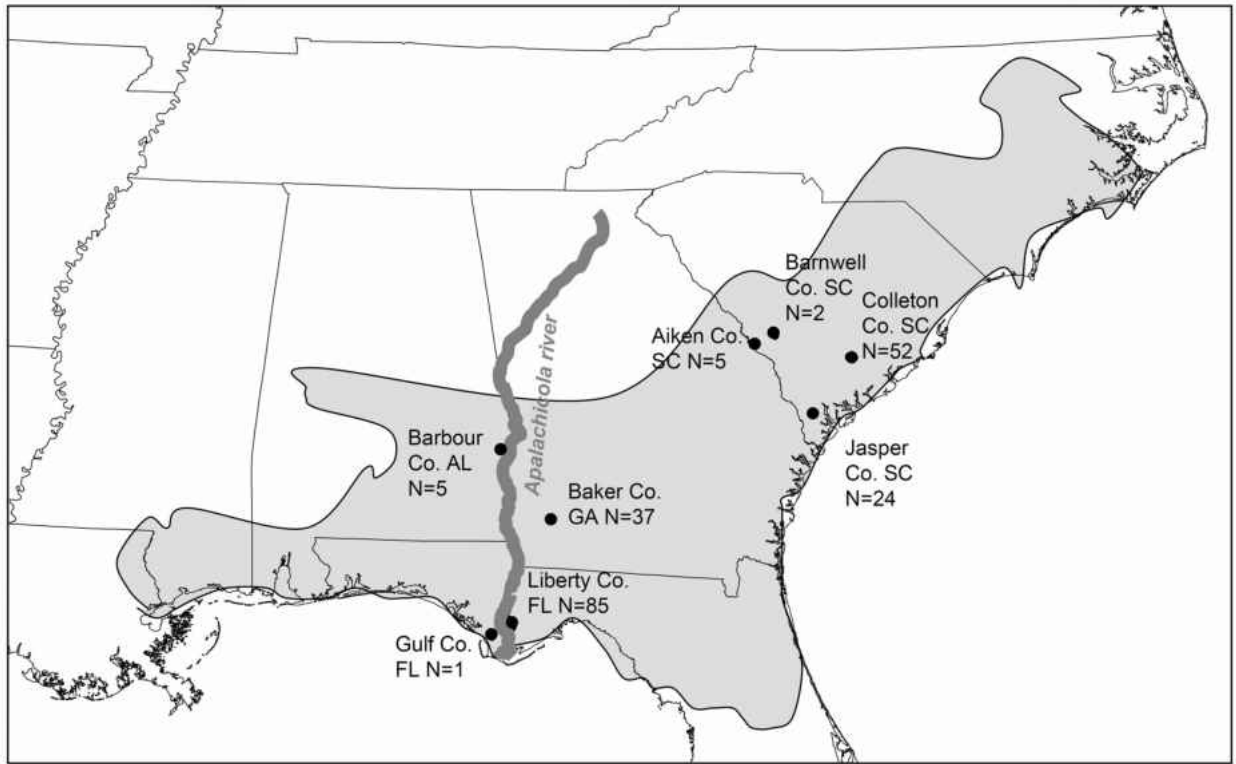 Barnwell
Co. SC
N=2
Colleton
Co. SC
N=52
Aiken Co.
SC N=5
Apalachicola river
Barbour
Co. AL
N=5
Jasper
Co. SC
N=24
Baker Co.
GA N=37
Liberty Co.
FL N=85
Gulf Co.
FL N=1